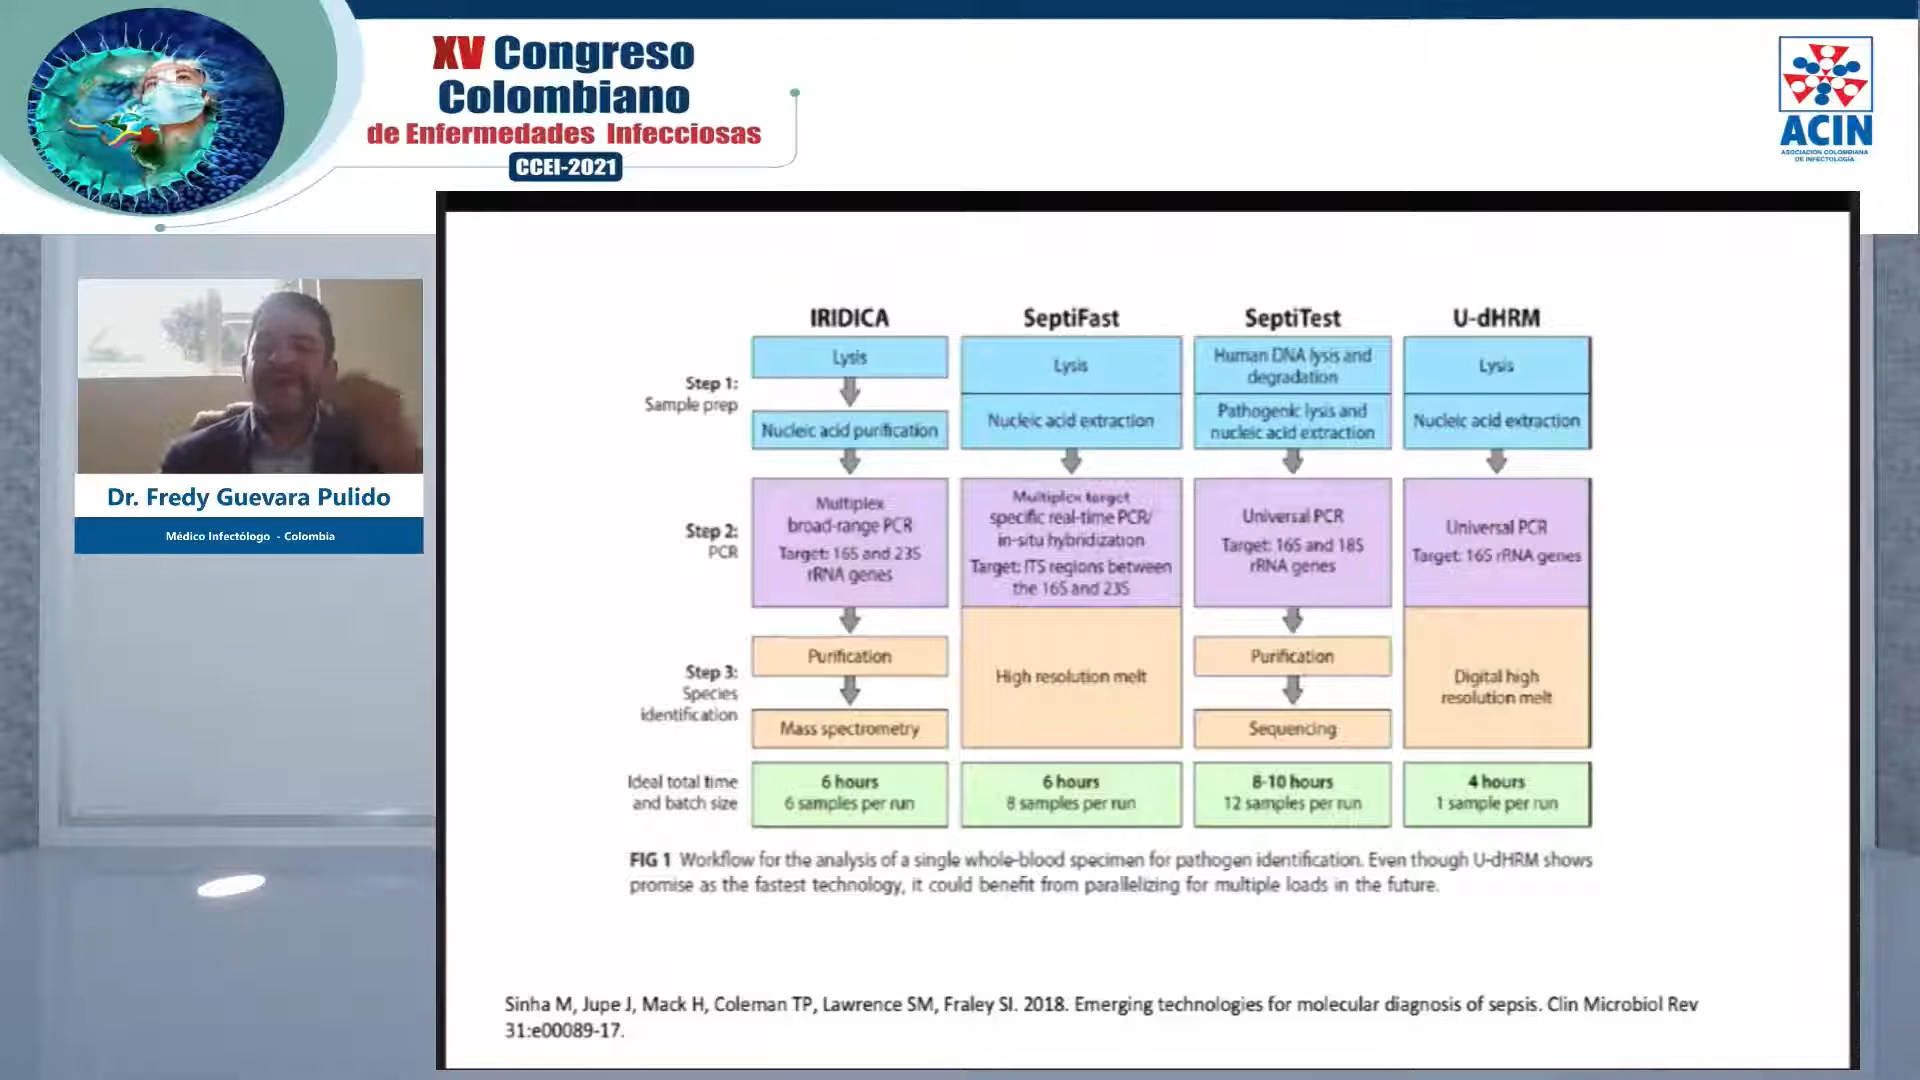 XV Congreso
Colombiano
de Enfermedades Infecciosas
CCEI-2021
ACIN
ASOCIACION COLOMBIANA
DE INFECTOLOGÍA
Dr. Fredy Guevara Pulido
Médico Infectólogo - Colombia
IRIDICA
SeptiFast
SeptiTest
U-dHRM
Step 1:
Sample prep
Lysis
Nucleic acid purification
Lysis
Nucleic acid extraction
Human DNA lysis and
degradation
Pathogenic lysis and
nucleic acid extraction
Lysis
Nucleic acid extraction
Step 2:
PCR
Multiplex
broad-range PCR
Target: 16S and 23S
rRNA genes
Multiplex target
specific real-time PCR/
in-situ hybridization
Target: ITS regions between
the 16S and 23S
Universal PCR
Target: 16S and 18S
rRNA genes
Universal PCR
Target: 16S rRNA genes
Step 3:
Species
identification
Purification
Mass spectrometry
High resolution melt
Purification
Sequencing
Digital high
resolution melt
Ideal total time
and batch size
6 hours
6 samples per run
6 hours
8 samples per run
8-10 hours
12 samples per run
4 hours
1 sample per run
FIG 1 Workflow for the analysis of a single whole-blood specimen for pathogen identification. Even though U-dHRM shows
promise as the fastest technology, it could benefit from parallelizing for multiple loads in the future.
Sinha M, Jupe J, Mack H, Coleman TP, Lawrence SM, Fraley SI. 2018. Emerging technologies for molecular diagnosis of sepsis. Clin Microbiol Rev
31:e00089-17.